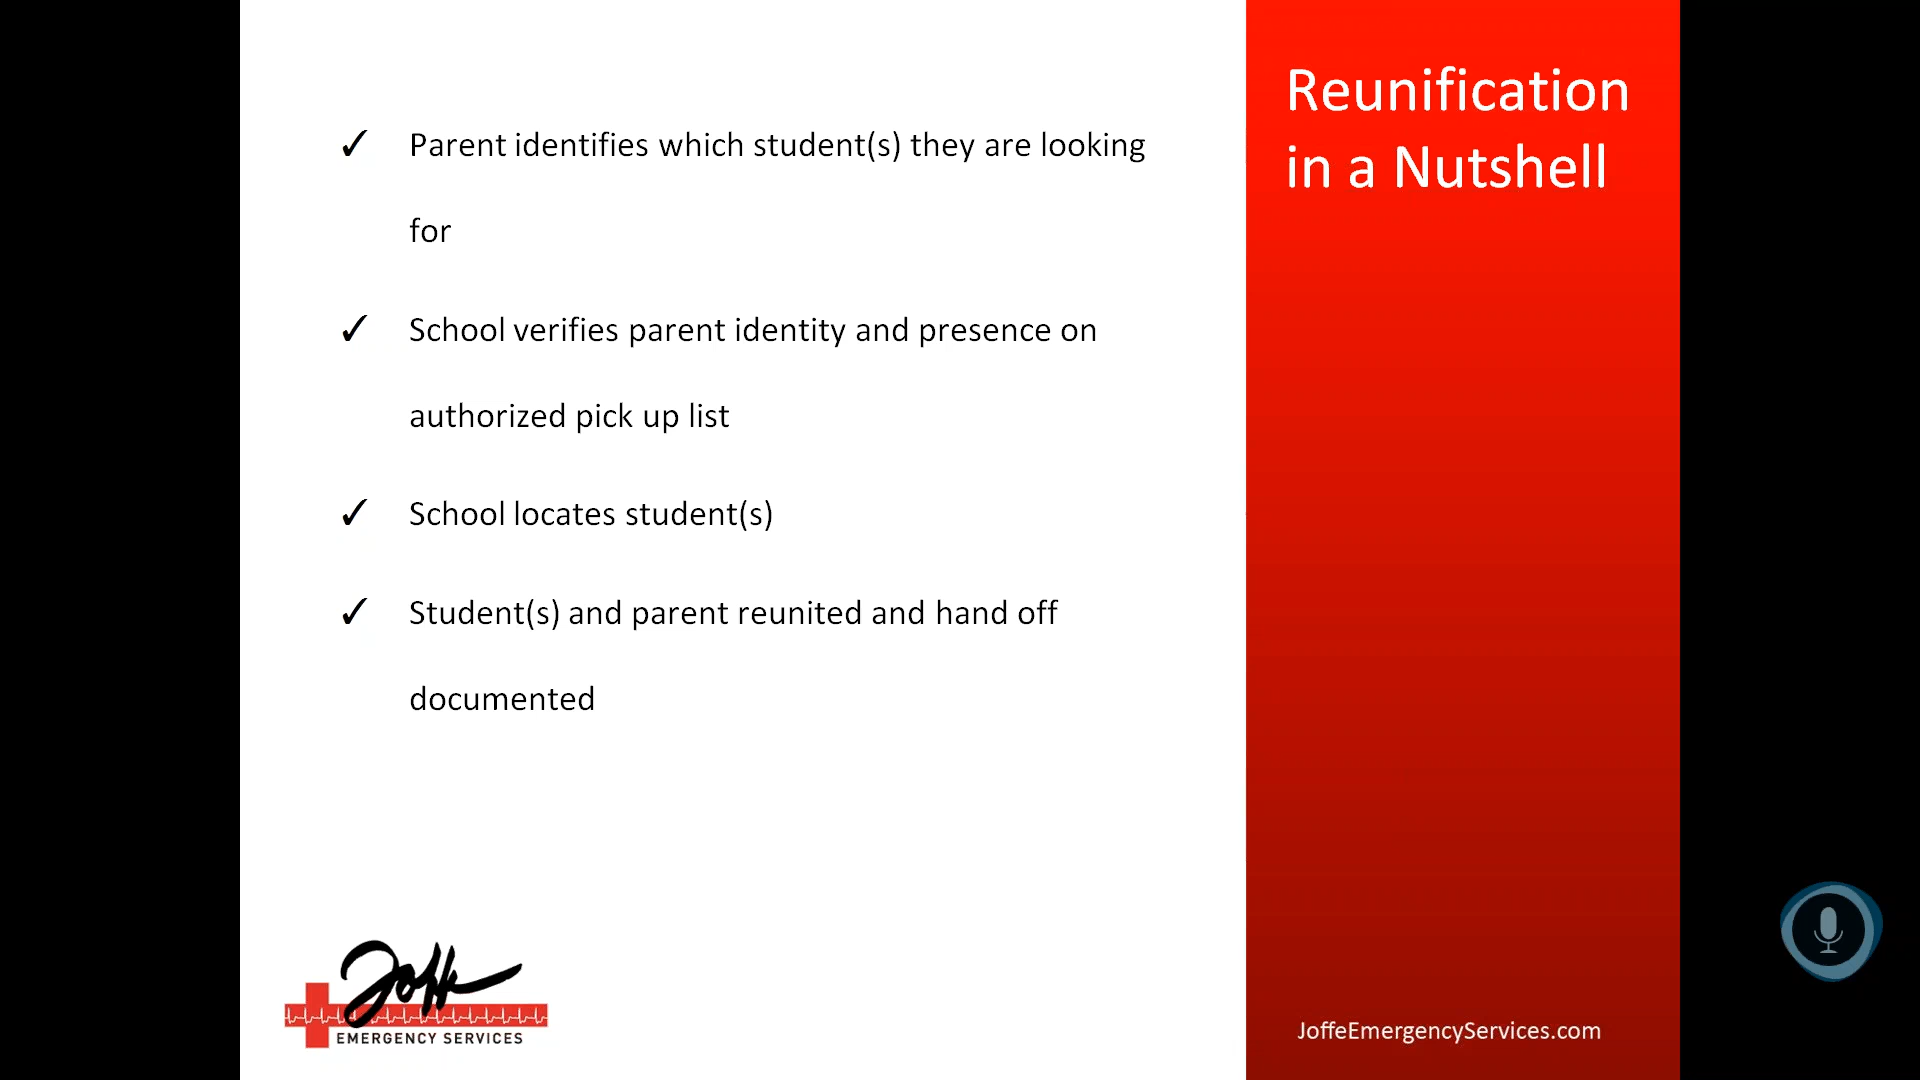 Reunification
in a Nutshell
✓ Parent identifies which student(s) they are looking
for
✓ School verifies parent identity and presence on
authorized pick up list
✓ School locates student(s)
✓ Student(s) and parent reunited and hand off
documented
Joffe
EMERGENCY SERVICES
JoffeEmergencyServices.com